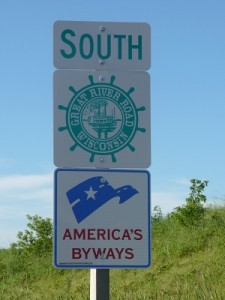 SOUTH
GREAT RIVER ROAD
WISCONSIN
AMERICA'S
BYWAYS